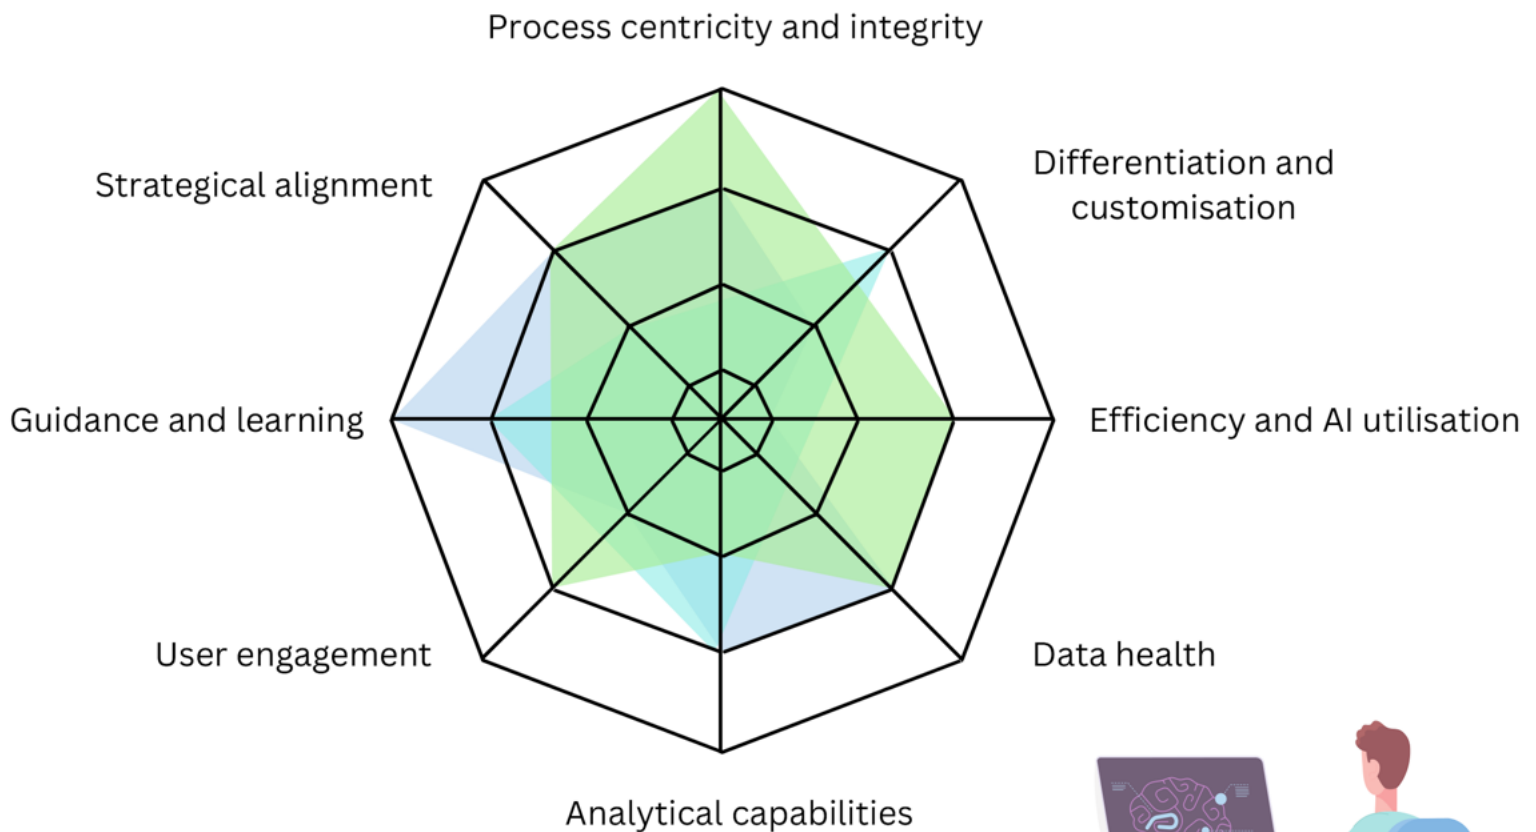 Process centricity and integrity
Differentiation and
customisation
Strategical alignment
Guidance and learning
Efficiency and AI utilisation
User engagement
Data health
Analytical capabilities